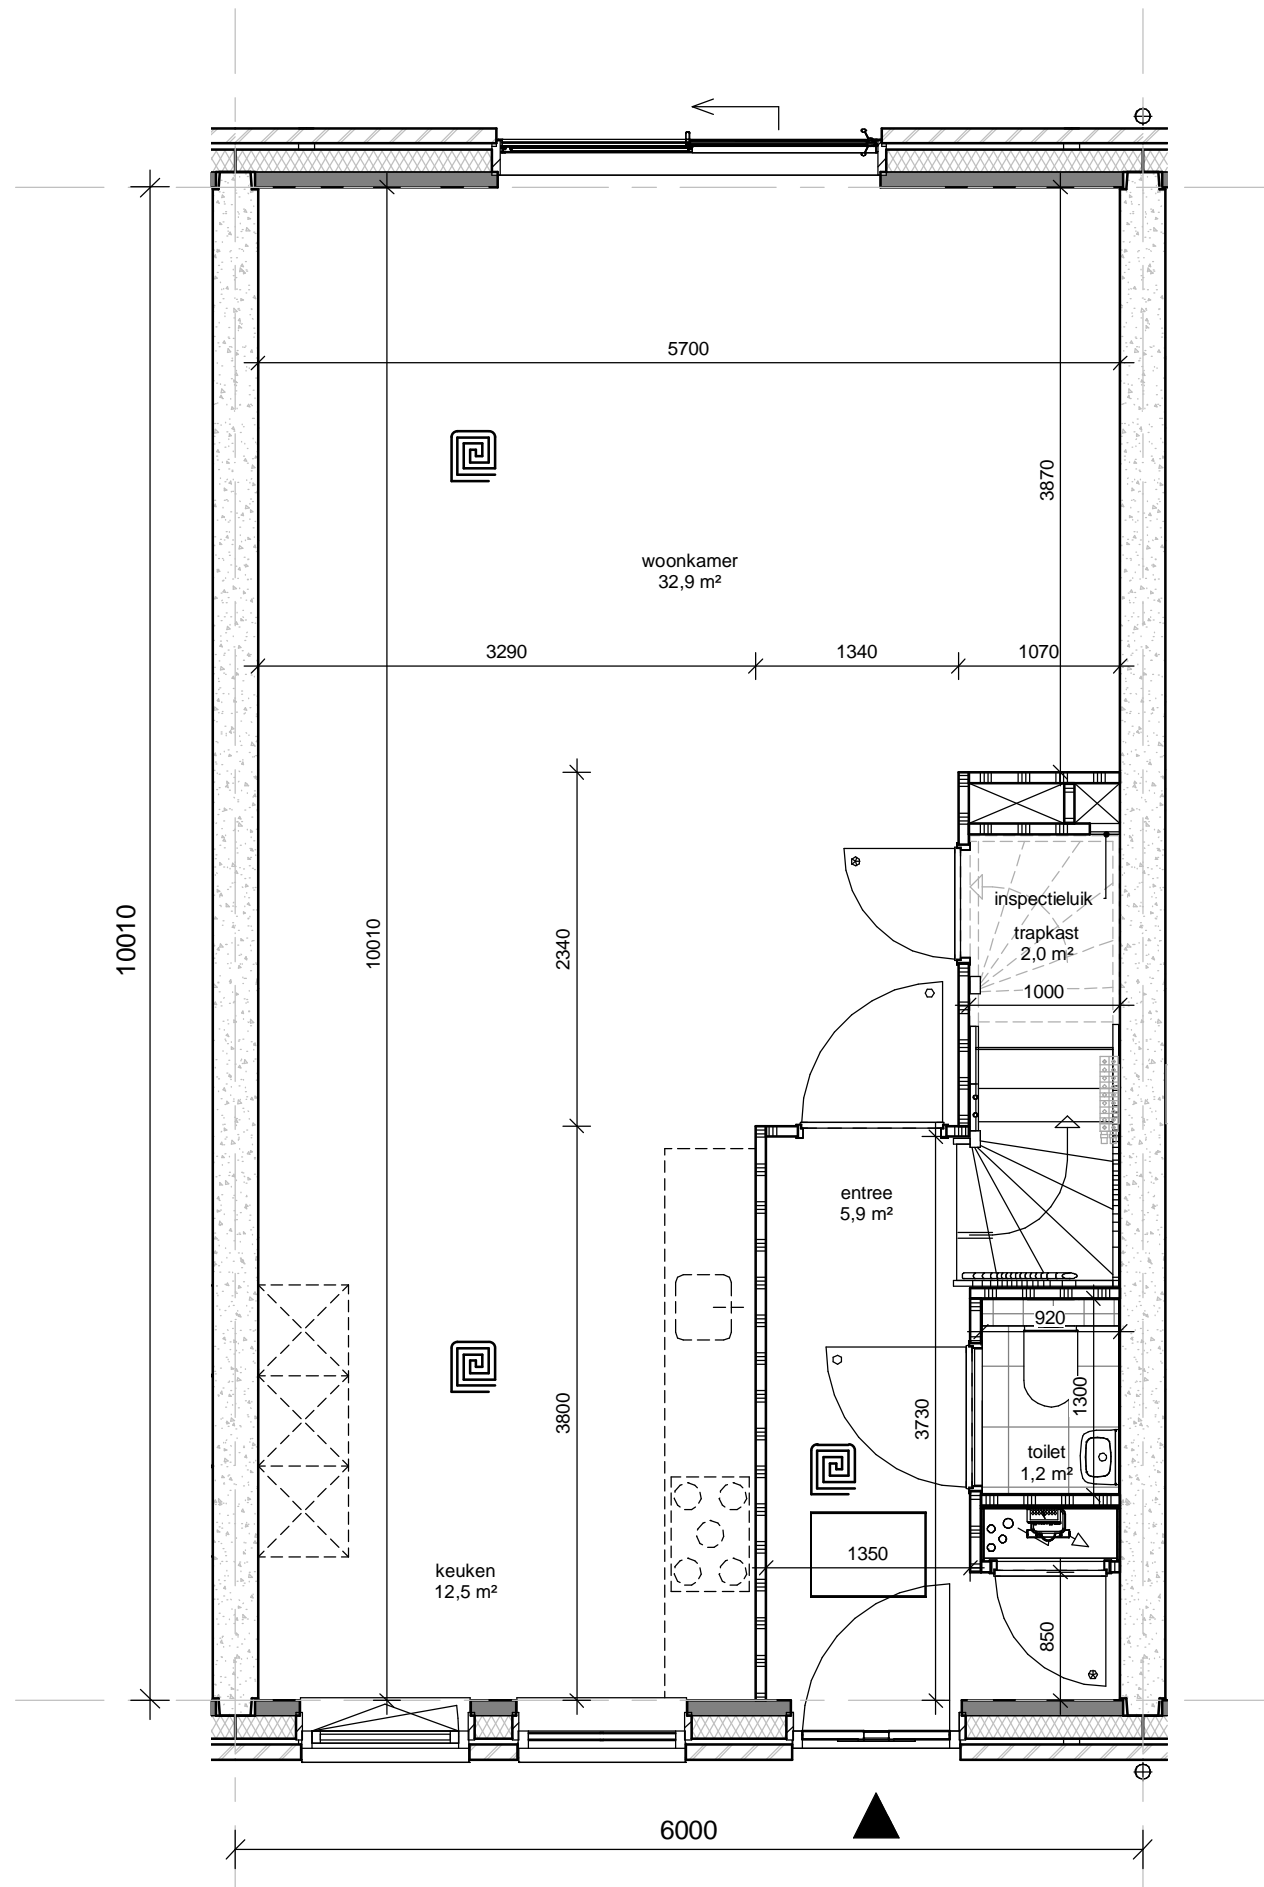 5700
3870
woonkamer
32,9 m²
3290
1340
1070
10010
10010
2340
inspectieluik
trapkast
2,0 m²
1000
entree
5,9 m²
920
1300
3800
3730
toilet
1,2 m²
1350
keuken
12,5 m²
850
6000